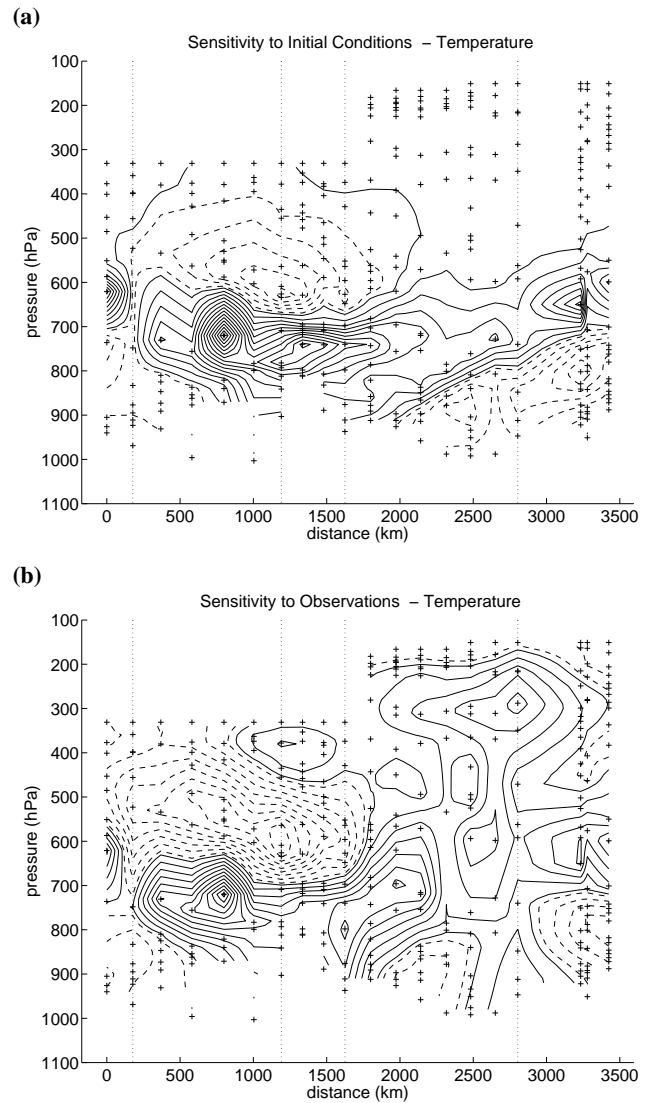 (a)
Sensitivity to Initial Conditions − Temperature
100
200
300
400
500
600
700
800
900
1000
1100
pressure (hPa)
0 500 1000 1500 2000 2500 3000 3500
distance (km)
(b)
Sensitivity to Observations − Temperature
100
200
300
400
500
600
700
800
900
1000
1100
pressure (hPa)
0 500 1000 1500 2000 2500 3000 3500
distance (km)